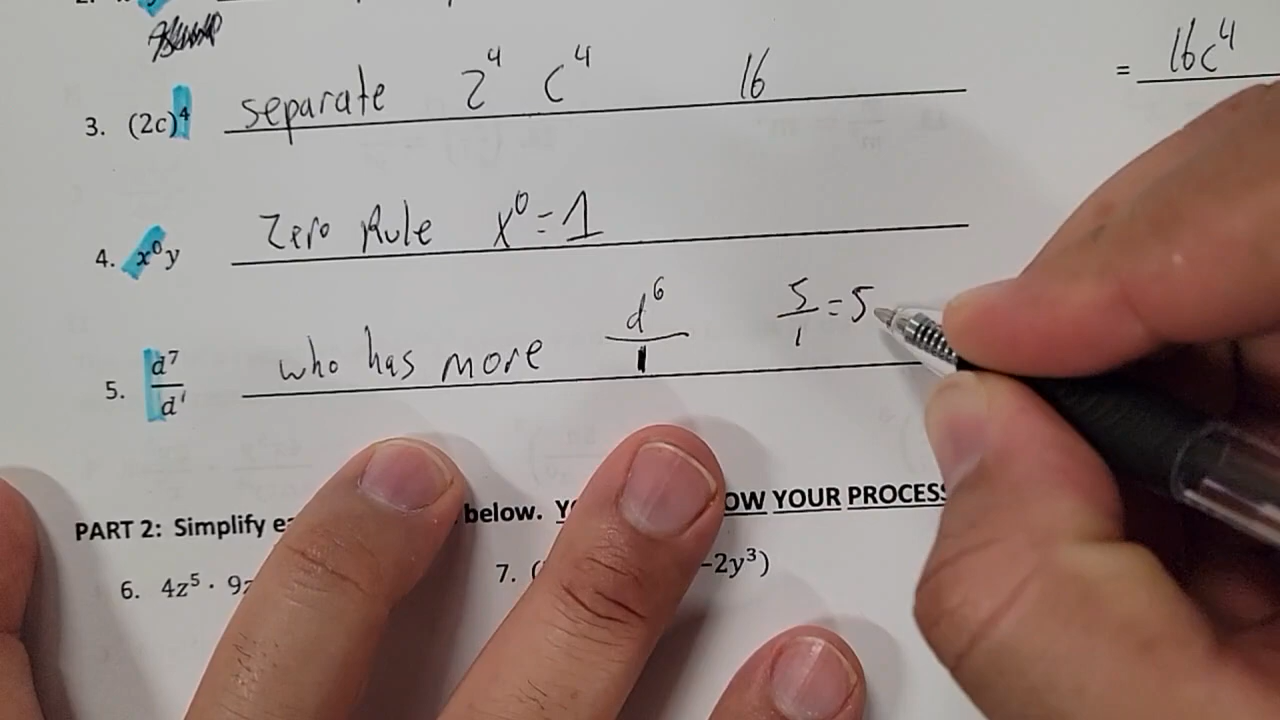 3. (2c)⁴ separate 2⁴ c⁴ 16 = 16c⁴
4. x⁰y Zero Rule x⁰ = 1
5. d⁷/d¹ who has more d⁶/1 5/1 = 5
PART 2: Simplify below. OW YOUR PROCESS
6. 4z⁵ · 9 7. ( -2y³)